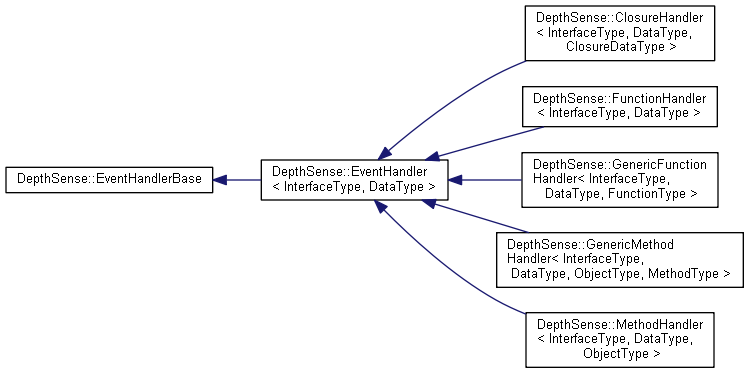 DepthSense::EventHandlerBase
DepthSense::EventHandler
< InterfaceType, DataType >
DepthSense::ClosureHandler
< InterfaceType, DataType,
ClosureDataType >
DepthSense::FunctionHandler
< InterfaceType, DataType >
DepthSense::GenericFunction
Handler< InterfaceType,
DataType, FunctionType >
DepthSense::GenericMethod
Handler< InterfaceType,
DataType, ObjectType, MethodType >
DepthSense::MethodHandler
< InterfaceType, DataType,
ObjectType >